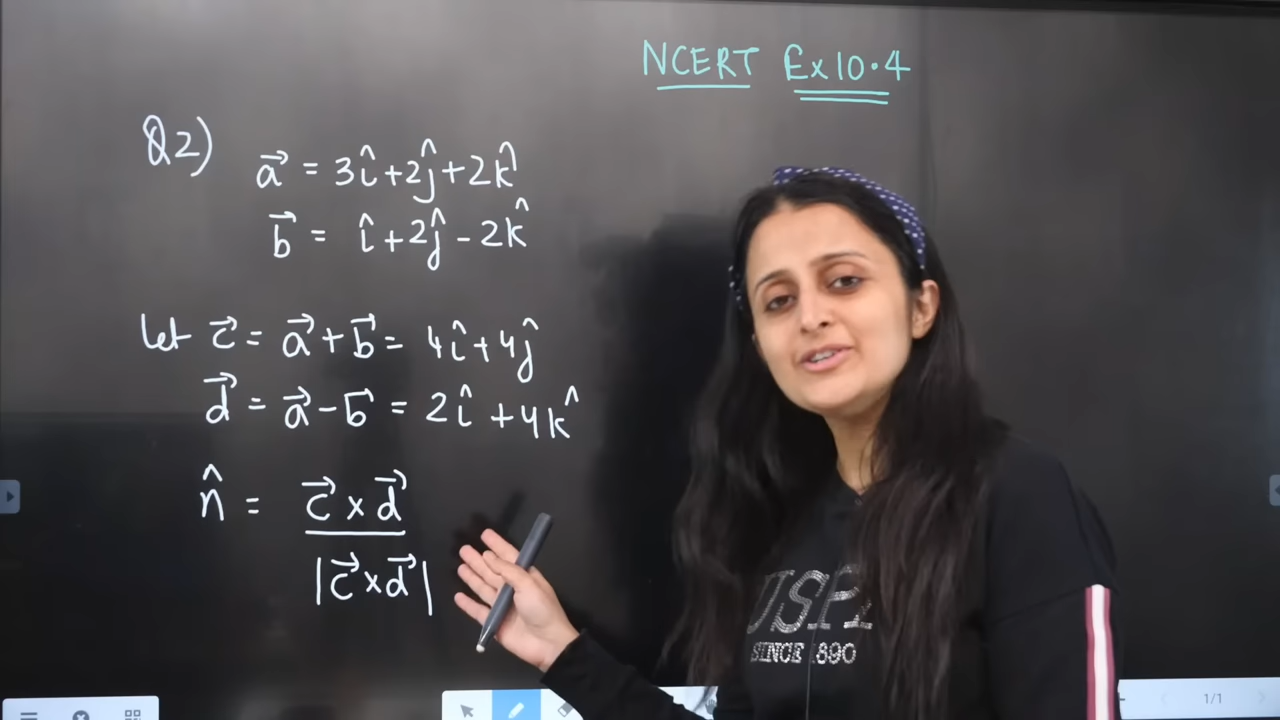 NCERT Ex 10.4
Q2)
a⃗ = 3î+2ĵ+2k̂
b⃗ = î+2ĵ-2k̂
let c⃗ = a⃗+b⃗ = 4î+4ĵ
d⃗ = a⃗-b⃗ = 2î+4k̂
n̂ = c⃗×d⃗
|c⃗×d⃗|
SINCE 1890
1/1